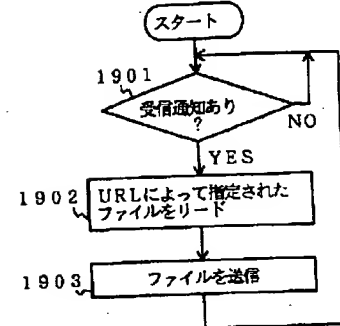 スタート
1901
受信通知あり
?
NO
YES
1902
URLによって指定された
ファイルをリード
1903
ファイルを送信